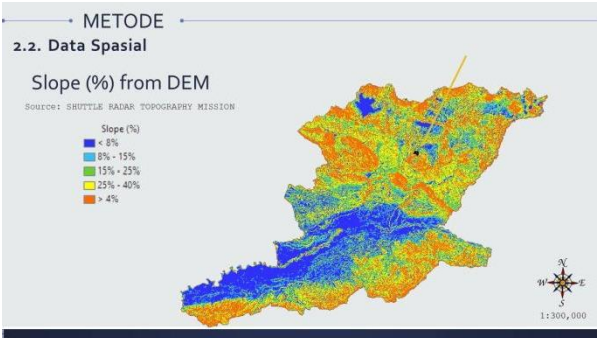 METODE
2.2. Data Spasial
Slope (%) from DEM
Source: SHUTTLE RADAR TOPOGRAPHY MISSION
Slope (%)
< 8%
8% - 15%
15% - 25%
25% - 40%
> 4%
N
W E
S
1:300,000